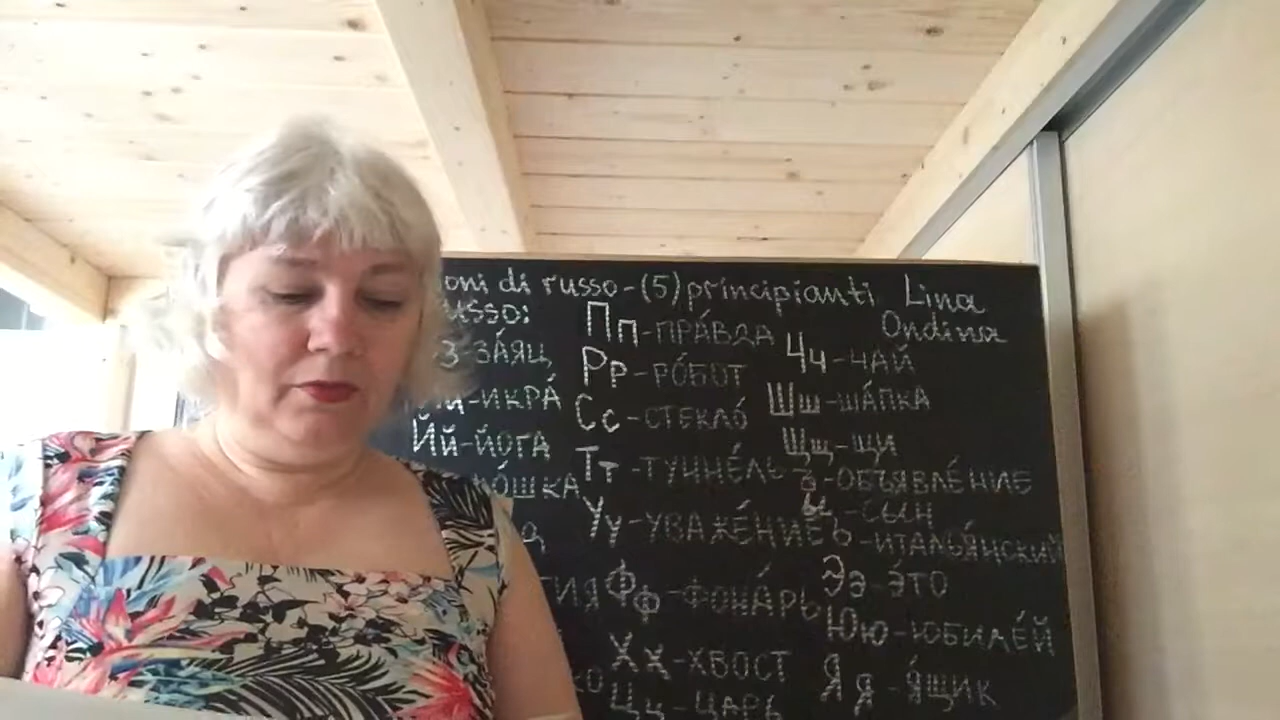 oni di russo-(5)principianti Lina
Ondina
USSO:
З-ЗА́ЯЦ
-ИКРА́
Йй-ЙОГА
О́ШКА
Пп-ПРА́ВДА
Рр-РО́БОТ
Сс-СТЕКЛО́
Тт-ТУННЕ́ЛЬ
Уу-УВАЖЕ́НИЕ
Фф-ФОНА́РЬ
Хх-ХВОСТ
Цц-ЦАРЬ
Чч-ЧАЙ
Шш-ША́ПКА
Щщ-ЩИ
ъ-ОБЪЯВЛЕ́НИЕ
ы-СЫН
Ь-ИТАЛЬЯ́НСКИЙ
Ээ-Э́ТО
Юю-ЮБИЛЕ́Й
Яя-Я́ЩИК